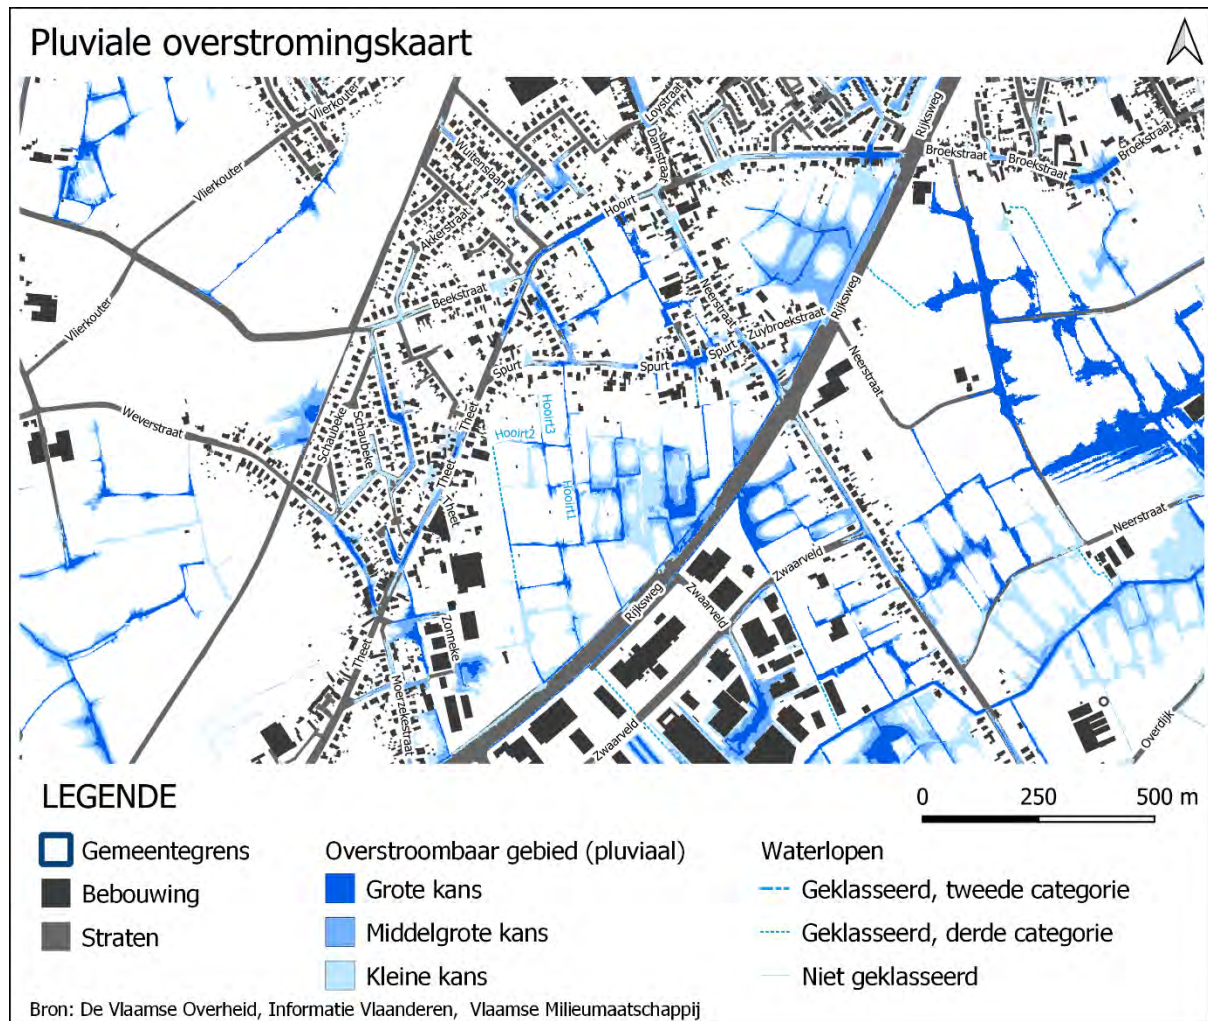 Pluviale overstromingskaart
Vlierkouter
Vlierkouter
Vlierkouter
Wuitenslaan
Akkerstraat
Beekstraat
Hooirt
Loystraat
Damstraat
Rijksweg
Broekstraat
Broekstraat
Broekstraat
Neerstraat
Zuybroekstraat
Rijksweg
Spurt
Spurt
Spurt
Neerstraat
Weverstraat
Schaubeke
Schaubeke
Theet
Theet
Theet
Hooirt2
Hooirt3
Hooirt1
Zwaarveld
Neerstraat
Rijksweg
Zwaarveld
Zonneke
Theet
Moerzekestraat
Zwaarveld
Overdijk
LEGENDE
0 250 500 m
Gemeentegrens
Bebouwing
Straten
Overstroombaar gebied (pluviaal)
Grote kans
Middelgrote kans
Kleine kans
Waterlopen
Geklasseerd, tweede categorie
Geklasseerd, derde categorie
Niet geklasseerd
Bron: De Vlaamse Overheid, Informatie Vlaanderen, Vlaamse Milieumaatschappij